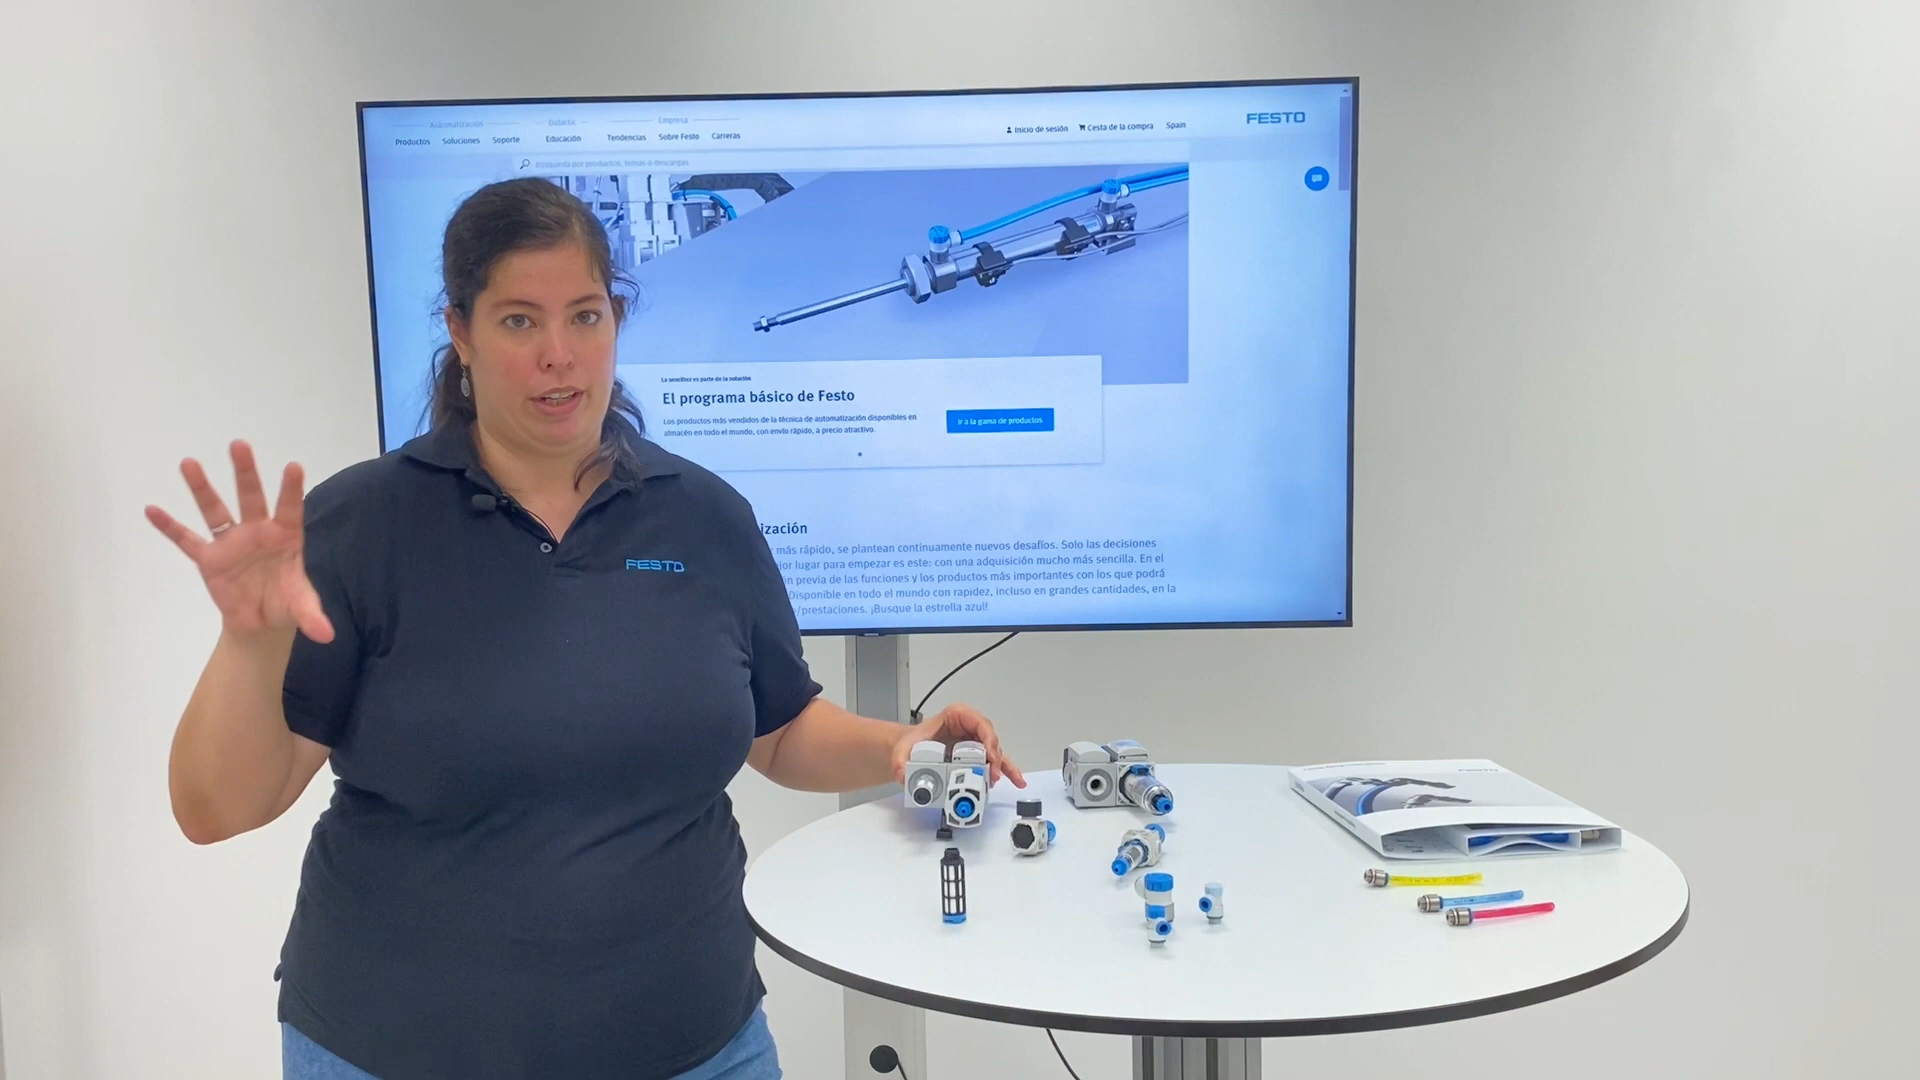 Automatización
Didactic
Empresa
Productos
Soluciones
Soporte
Educación
Tendencias
Sobre Festo
Carreras
Inicio de sesión
Cesta de la compra
Spain
FESTO
Búsqueda por productos, temas o descargas
La sencillez es parte de la solución
El programa básico de Festo
Los productos más vendidos de la técnica de automatización disponibles en
almacén en todo el mundo, con envío rápido, a precio atractivo.
Ir a la gama de productos
ización
más rápido, se plantean continuamente nuevos desafíos. Solo las decisiones
jor lugar para empezar es este: con una adquisición mucho más sencilla. En el
ón previa de las funciones y los productos más importantes con los que podrá
Disponible en todo el mundo con rapidez, incluso en grandes cantidades, en la
/prestaciones. ¡Busque la estrella azul!
FESTO